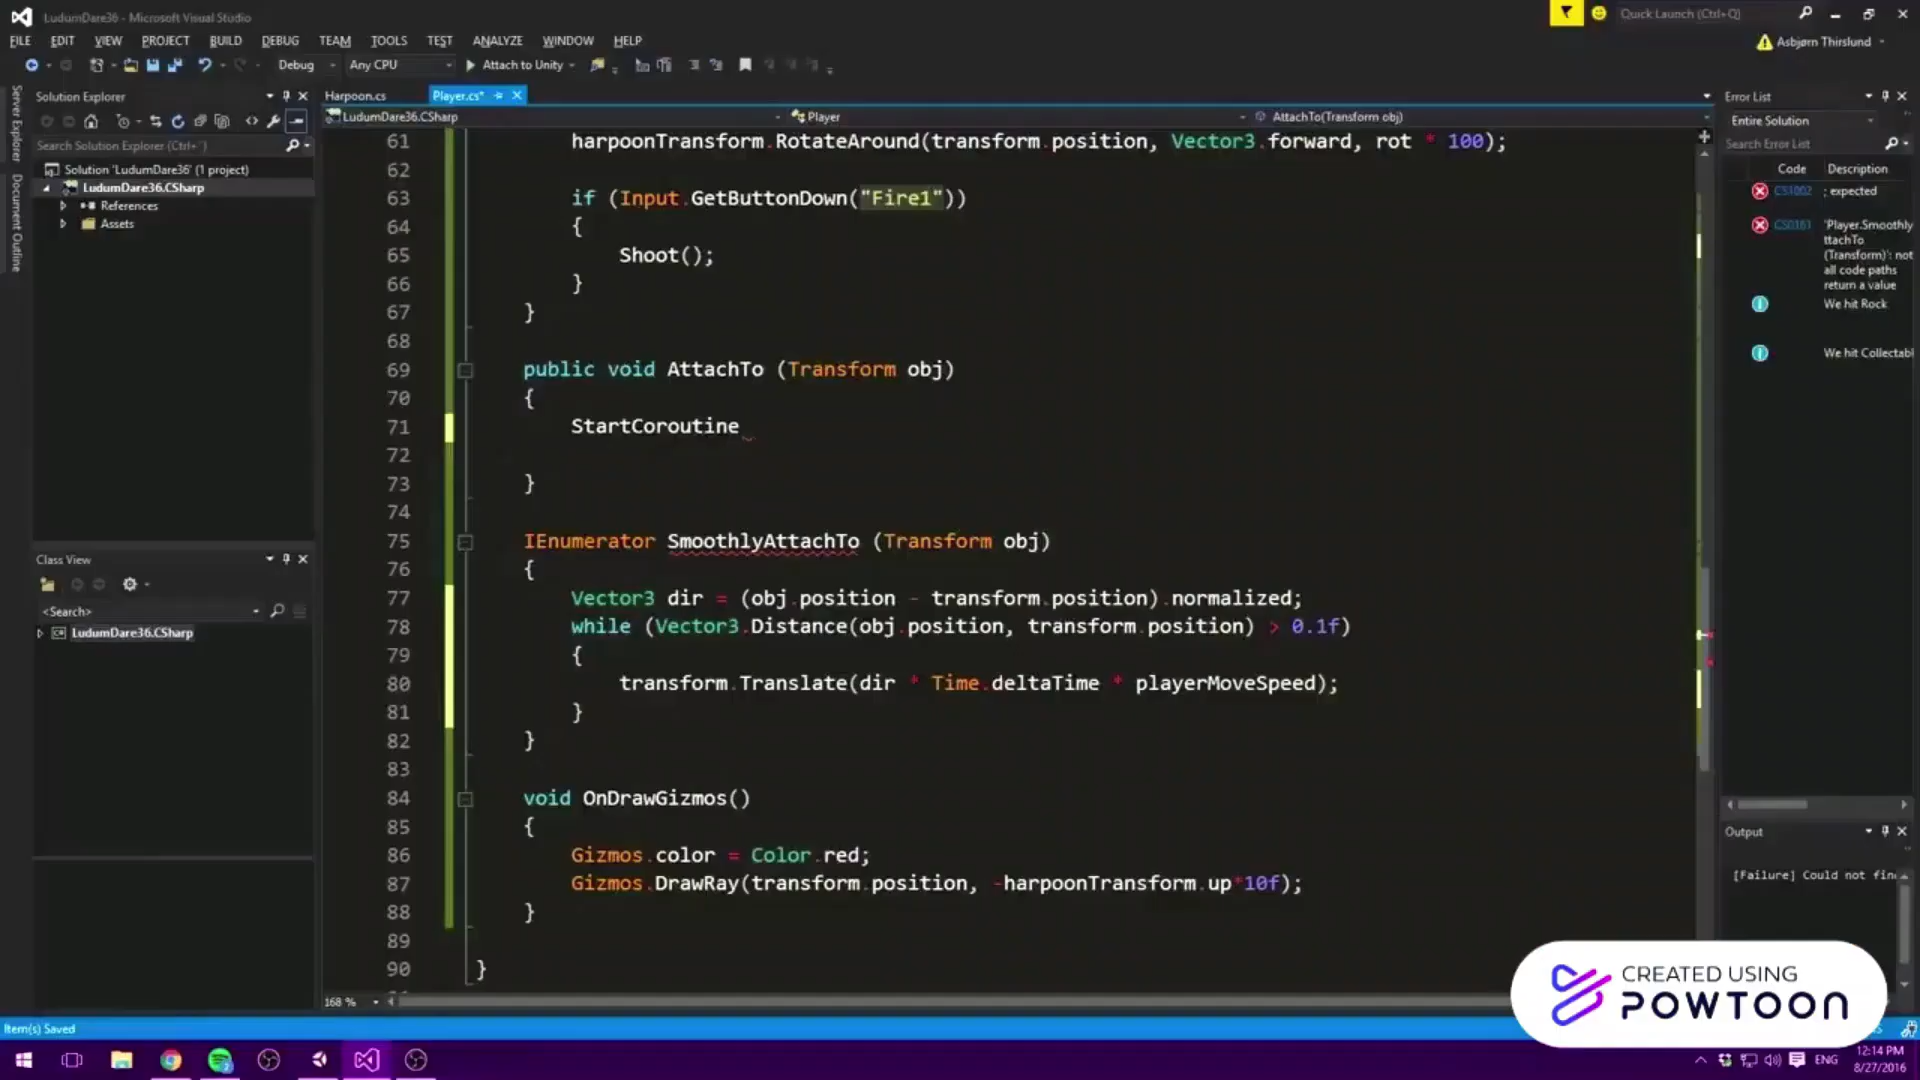 LudumDare36 - Microsoft Visual Studio
Quick Launch (Ctrl+Q)
FILE EDIT VIEW PROJECT BUILD DEBUG TEAM TOOLS TEST ANALYZE WINDOW HELP
Asbjørn Thirslund
Debug Any CPU Attach to Unity
Server Explorer
Document Outline
Solution Explorer
Search Solution Explorer (Ctrl+¨)
Solution 'LudumDare36' (1 project)
LudumDare36.CSharp
References
Assets
Class View
<Search>
LudumDare36.CSharp
Harpoon.cs Player.cs*
LudumDare36.CSharp Player AttachTo(Transform obj)
61 harpoonTransform.RotateAround(transform.position, Vector3.forward, rot * 100);
62
63 if (Input.GetButtonDown("Fire1"))
64 {
65 Shoot();
66 }
67 }
68
69 public void AttachTo (Transform obj)
70 {
71 StartCoroutine
72
73 }
74
75 IEnumerator SmoothlyAttachTo (Transform obj)
76 {
77 Vector3 dir = (obj.position - transform.position).normalized;
78 while (Vector3.Distance(obj.position, transform.position) > 0.1f)
79 {
80 transform.Translate(dir * Time.deltaTime * playerMoveSpeed);
81 }
82 }
83
84 void OnDrawGizmos()
85 {
86 Gizmos.color = Color.red;
87 Gizmos.DrawRay(transform.position, -harpoonTransform.up*10f);
88 }
89
90 }
168 %
Error List
Entire Solution
Search Error List
Code Description
CS1002 ; expected
CS0161 'Player.Smoothly
ttachTo
(Transform)': not
all code paths
return a value
We hit Rock
We hit Collectabl
Output
[Failure] Could not fin
CREATED USING
POWTOON
Item(s) Saved
ENG
12:14 PM
8/27/2016